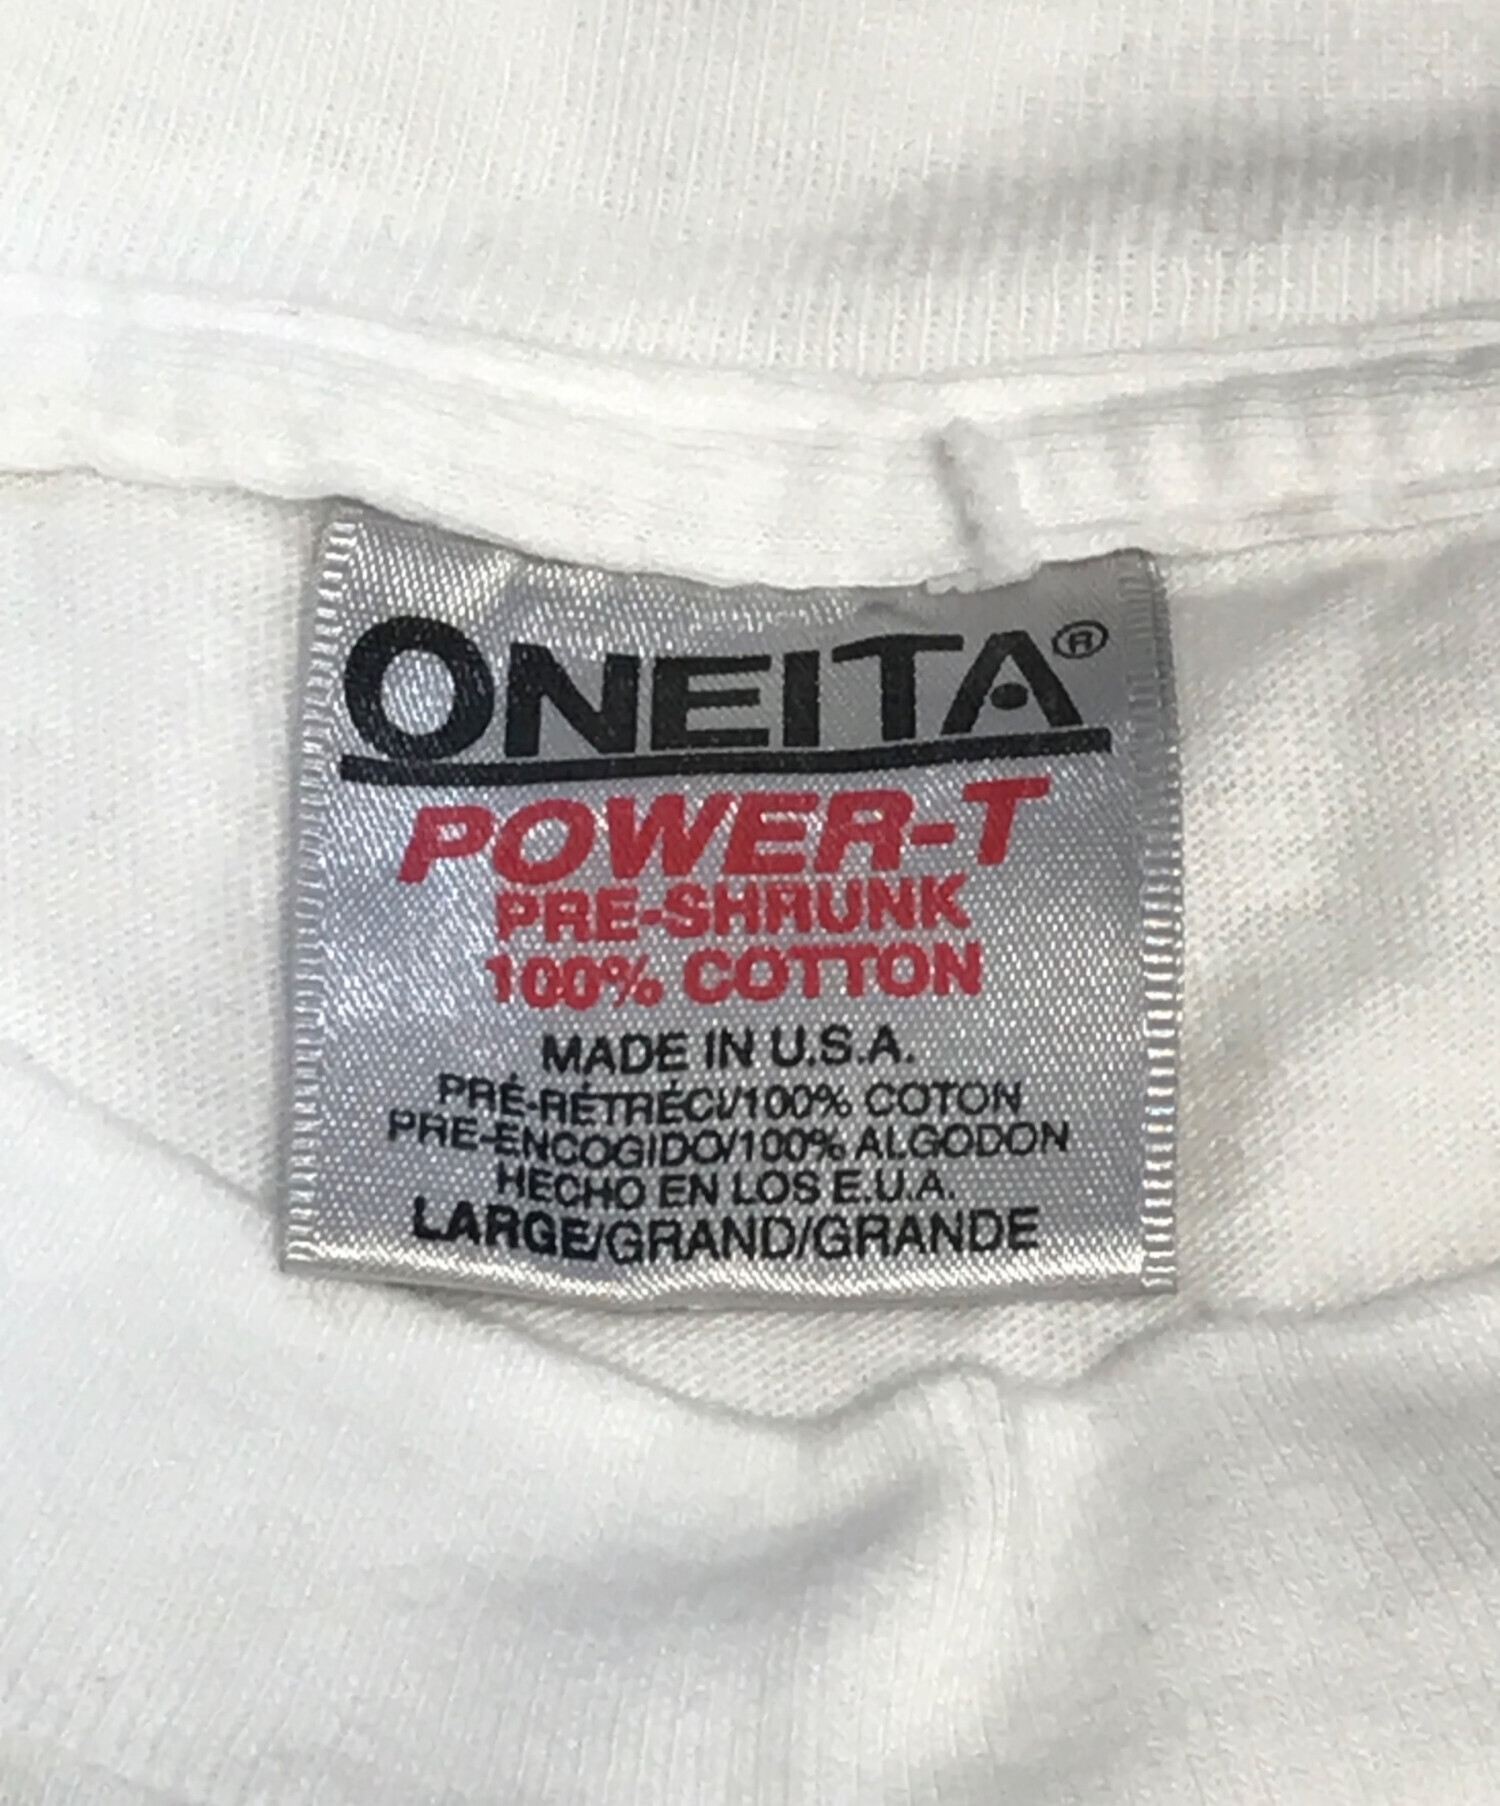 ONEITA®
POWER-T
PRE-SHRUNK
100% COTTON
MADE IN U.S.A.
PRÉ-RÉTRÉCI/100% COTON
PRE-ENCOGIDO/100% ALGODON
HECHO EN LOS E.U.A.
LARGE/GRAND/GRANDE